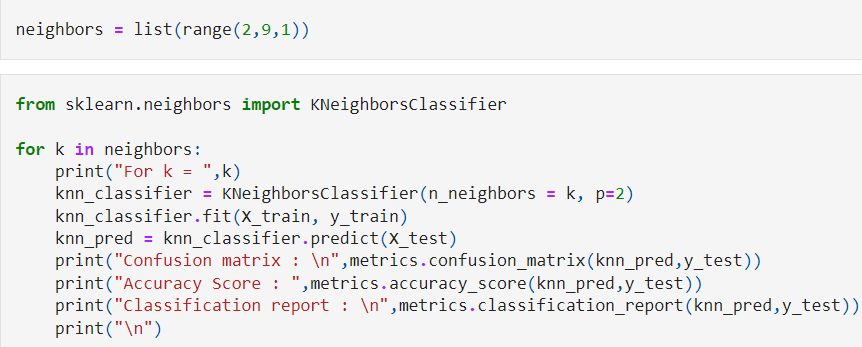 neighbors = list(range(2,9,1))
from sklearn.neighbors import KNeighborsClassifier
for k in neighbors:
    print("For k = ",k)
    knn_classifier = KNeighborsClassifier(n_neighbors = k, p=2)
    knn_classifier.fit(X_train, y_train)
    knn_pred = knn_classifier.predict(X_test)
    print("Confusion matrix : \n",metrics.confusion_matrix(knn_pred,y_test))
    print("Accuracy Score : ",metrics.accuracy_score(knn_pred,y_test))
    print("Classification report : \n",metrics.classification_report(knn_pred,y_test))
    print("\n")